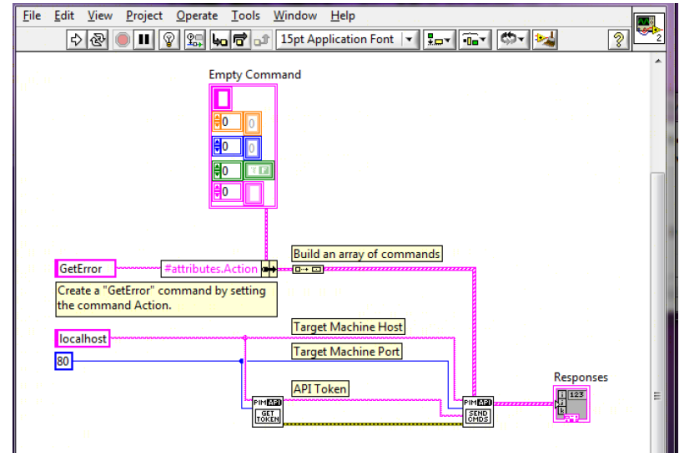 File Edit View Project Operate Tools Window Help
15pt Application Font
2
Empty Command
0 0
0 0
0 T F
0
GetError
#attributes.Action
Build an array of commands
Create a "GetError" command by setting
the command Action.
localhost
Target Machine Host
80
Target Machine Port
Responses
API Token
PIM API
GET
TOKEN
PIM API
SEND
CMDS
123